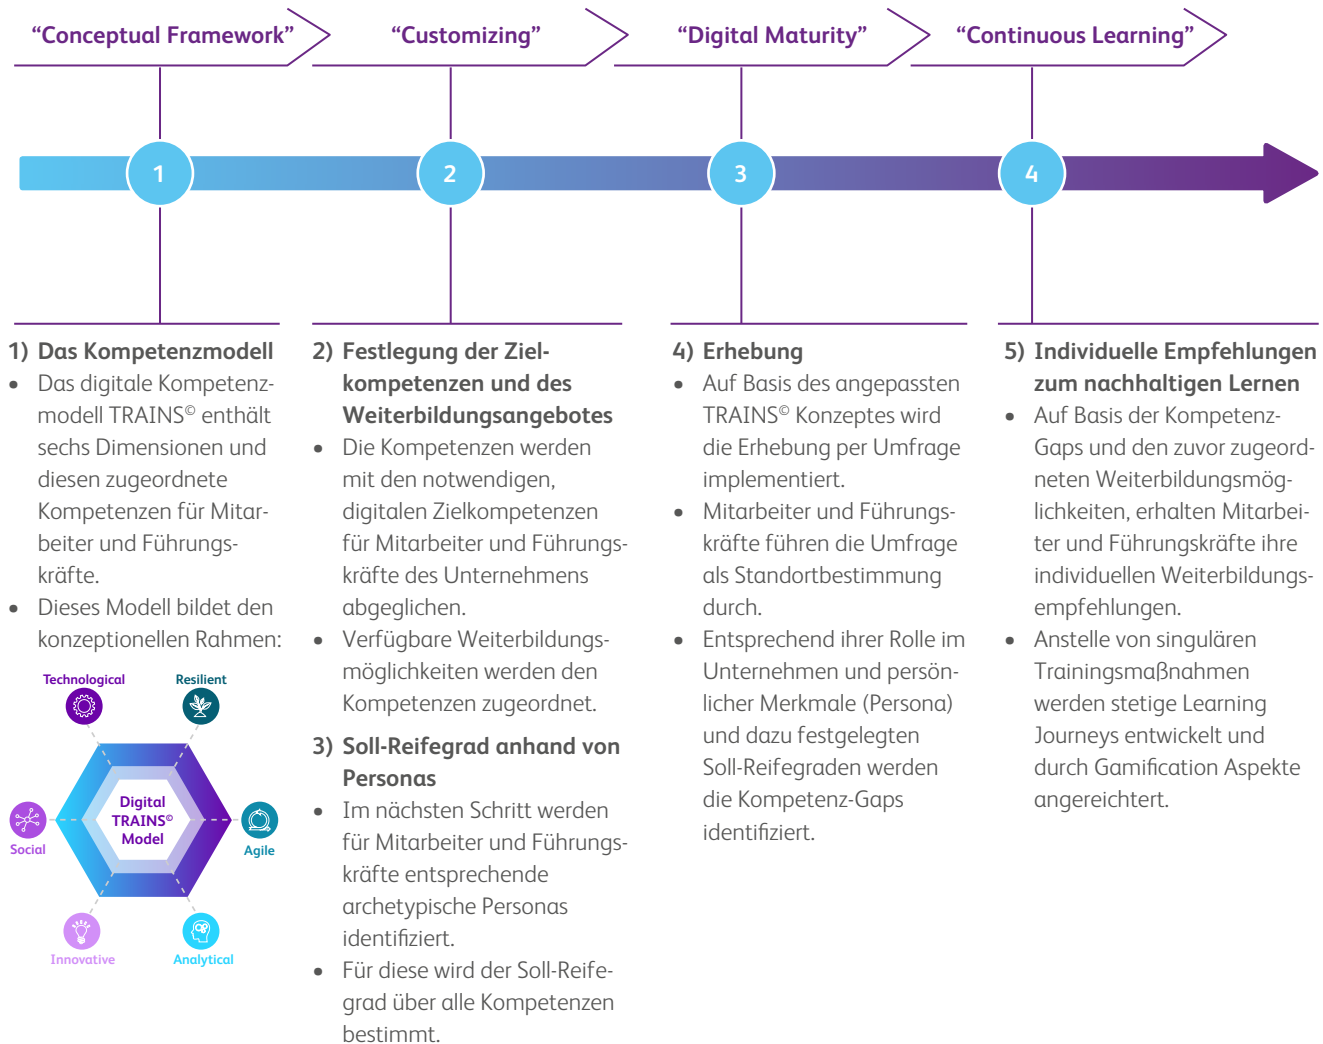 “Conceptual Framework”
“Customizing”
“Digital Maturity”
“Continuous Learning”
1
2
3
4
1) Das Kompetenzmodell
• Das digitale Kompetenz-
modell TRAINS© enthält
sechs Dimensionen und
diesen zugeordnete
Kompetenzen für Mitar-
beiter und Führungs-
kräfte.
• Dieses Modell bildet den
konzeptionellen Rahmen:
Technological
Resilient
Digital
TRAINS©
Model
Social
Agile
Innovative
Analytical
2) Festlegung der Ziel-
kompetenzen und des
Weiterbildungsangebotes
• Die Kompetenzen werden
mit den notwendigen,
digitalen Zielkompetenzen
für Mitarbeiter und Führungs-
kräfte des Unternehmens
abgeglichen.
• Verfügbare Weiterbildungs-
möglichkeiten werden den
Kompetenzen zugeordnet.
3) Soll-Reifegrad anhand von
Personas
• Im nächsten Schritt werden
für Mitarbeiter und Führungs-
kräfte entsprechende
archetypische Personas
identifiziert.
• Für diese wird der Soll-Reife-
grad über alle Kompetenzen
bestimmt.
4) Erhebung
• Auf Basis des angepassten
TRAINS© Konzeptes wird
die Erhebung per Umfrage
implementiert.
• Mitarbeiter und Führungs-
kräfte führen die Umfrage
als Standortbestimmung
durch.
• Entsprechend ihrer Rolle im
Unternehmen und persön-
licher Merkmale (Persona)
und dazu festgelegten
Soll-Reifegraden werden
die Kompetenz-Gaps
identifiziert.
5) Individuelle Empfehlungen
zum nachhaltigen Lernen
• Auf Basis der Kompetenz-
Gaps und den zuvor zugeord-
neten Weiterbildungsmög-
lichkeiten, erhalten Mitarbei-
ter und Führungskräfte ihre
individuellen Weiterbildungs-
empfehlungen.
• Anstelle von singulären
Trainingsmaßnahmen
werden stetige Learning
Journeys entwickelt und
durch Gamification Aspekte
angereichert.